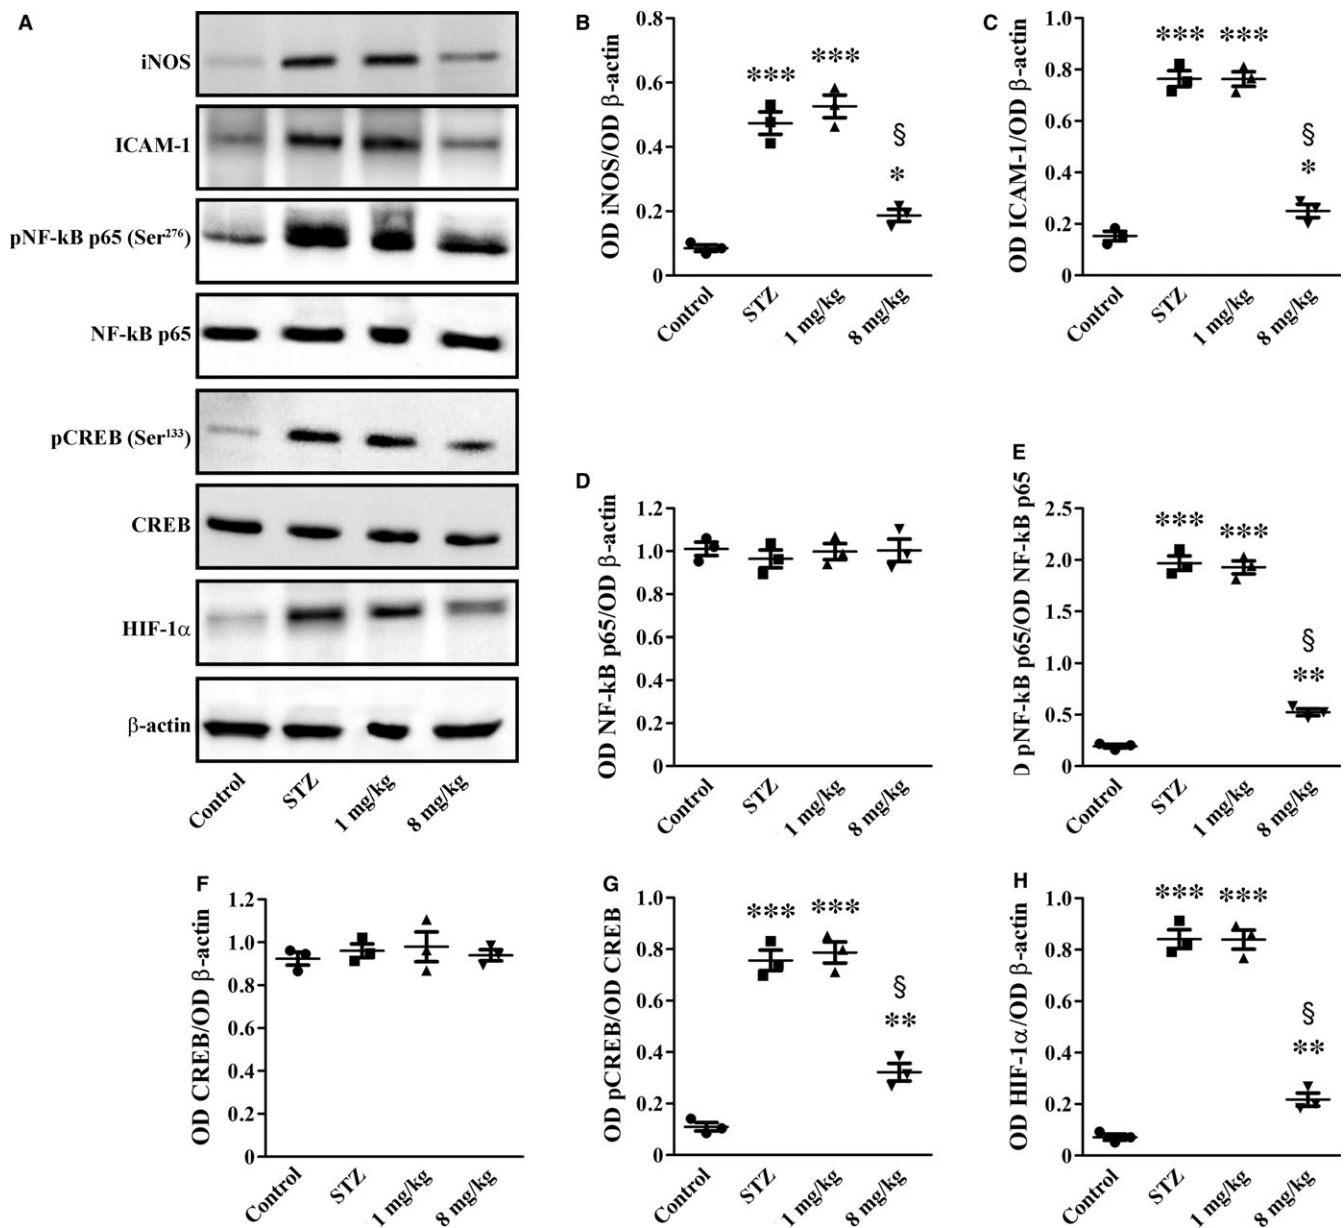 A
iNOS
ICAM-1
pNF-kB p65 (Ser²⁷⁶)
NF-kB p65
pCREB (Ser¹³³)
CREB
HIF-1α
β-actin
Control STZ 1 mg/kg 8 mg/kg
B
OD iNOS/OD β-actin
0.8
0.6
0.4
0.2
0
***
***
§
*
Control STZ 1 mg/kg 8 mg/kg
C
OD ICAM-1/OD β-actin
1.0
0.8
0.6
0.4
0.2
0
*** ***
§
*
Control STZ 1 mg/kg 8 mg/kg
D
OD NF-kB p65/OD β-actin
1.2
1.0
0.8
0.6
0.4
0.2
0
Control STZ 1 mg/kg 8 mg/kg
E
pNF-kB p65/OD NF-kB p65
2.5
2.0
1.5
1.0
0.5
0
*** ***
§
**
Control STZ 1 mg/kg 8 mg/kg
F
OD CREB/OD β-actin
1.2
1.0
0.8
0.6
0.4
0.2
0
Control STZ 1 mg/kg 8 mg/kg
G
OD pCREB/OD CREB
1.0
0.8
0.6
0.4
0.2
0
*** ***
§
**
Control STZ 1 mg/kg 8 mg/kg
H
OD HIF-1α/OD β-actin
1.0
0.8
0.6
0.4
0.2
0
*** ***
§
**
Control STZ 1 mg/kg 8 mg/kg